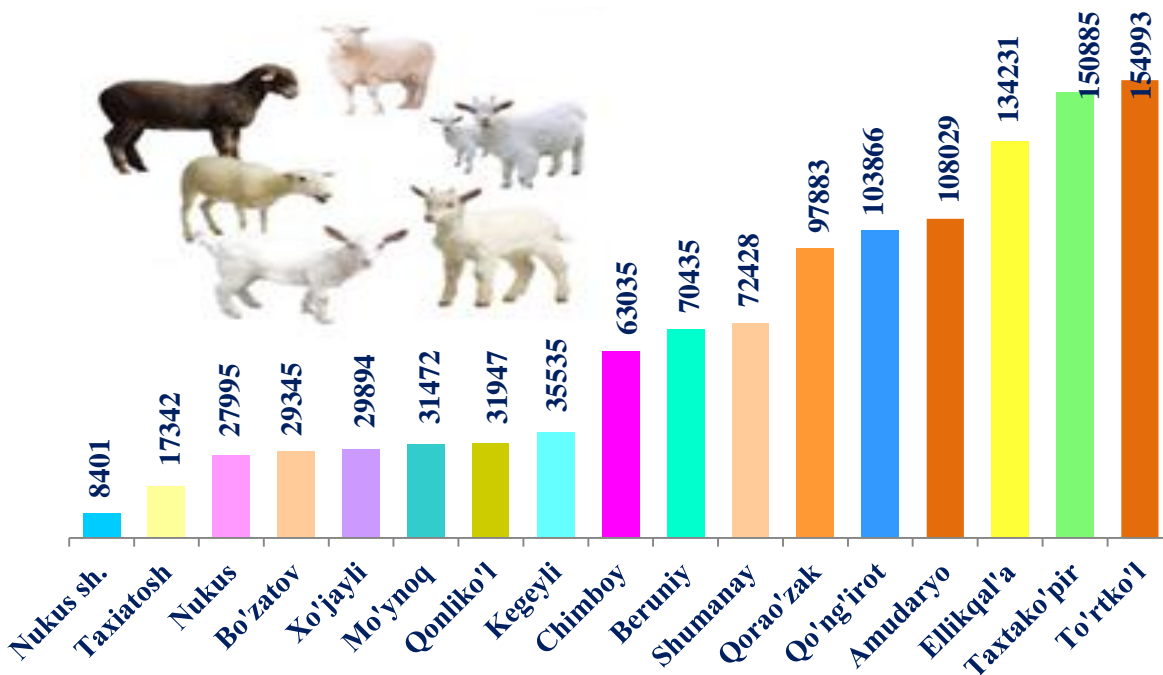 8401
17342
27995
29345
29894
31472
31947
35535
63035
70435
72428
97883
103866
108029
134231
150885
154993
Nukus sh.
Taxiatosh
Nukus
Bo'zatov
Xo'jayli
Mo'ynoq
Qonliko'l
Kegeyli
Chimboy
Beruniy
Shumanay
Qorao'zak
Qo'ng'irot
Amudaryo
Ellikqal'a
Taxtako'pir
To'rtko'l